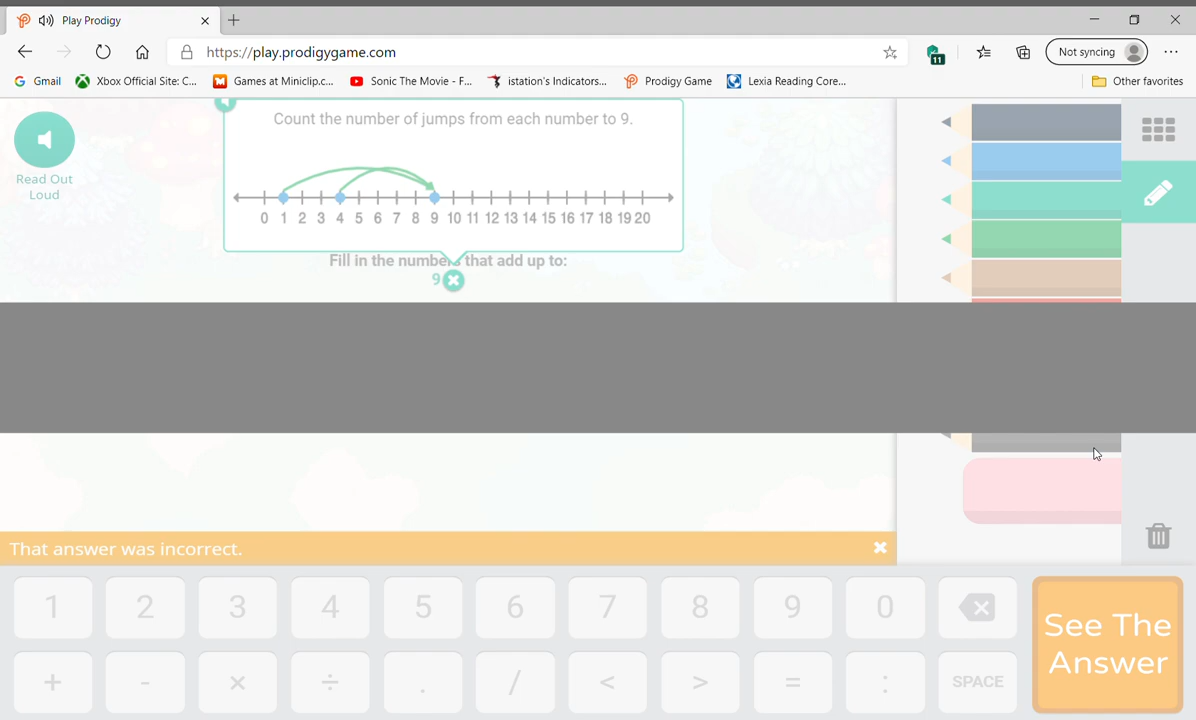 Play Prodigy
https://play.prodigygame.com
Not syncing
11
Gmail
Xbox Official Site: C...
Games at Miniclip.c...
Sonic The Movie - F...
istation's Indicators...
Prodigy Game
Lexia Reading Core...
Other favorites
Read Out
Loud
Count the number of jumps from each number to 9.
0 1 2 3 4 5 6 7 8 9 10 11 12 13 14 15 16 17 18 19 20
Fill in the numbers that add up to:
9
That answer was incorrect.
1 2 3 4 5 6 7 8 9 0
+ - × ÷ . / < > = : SPACE
See The
Answer